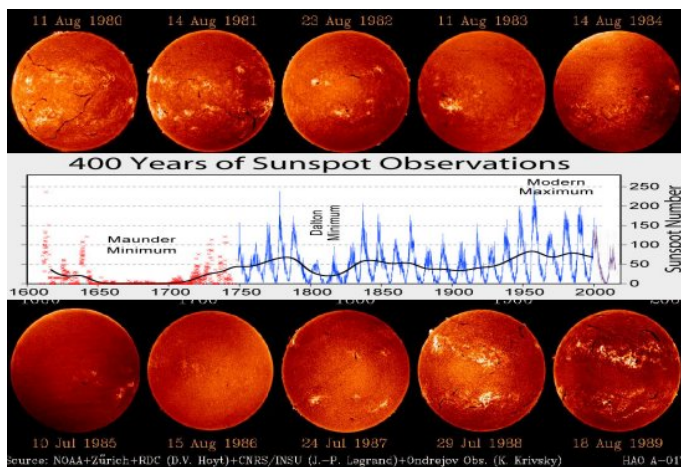 11 Aug 1980
14 Aug 1981
23 Aug 1982
11 Aug 1983
14 Aug 1984
400 Years of Sunspot Observations
Modern Maximum
Dalton Minimum
Maunder Minimum
250
200
150
100
50
0
Sunspot Number
1600 1650 1700 1750 1800 1850 1900 1950 2000
10 Jul 1985
15 Aug 1986
24 Jul 1987
29 Jul 1988
18 Aug 1989
Source: NOAA+Zürich+RDC (D.V. Hoyt)+CNRS/INSU (J.-P. Legrand)+Ondrejov Obs. (K. Krivsky)
HAO A-01